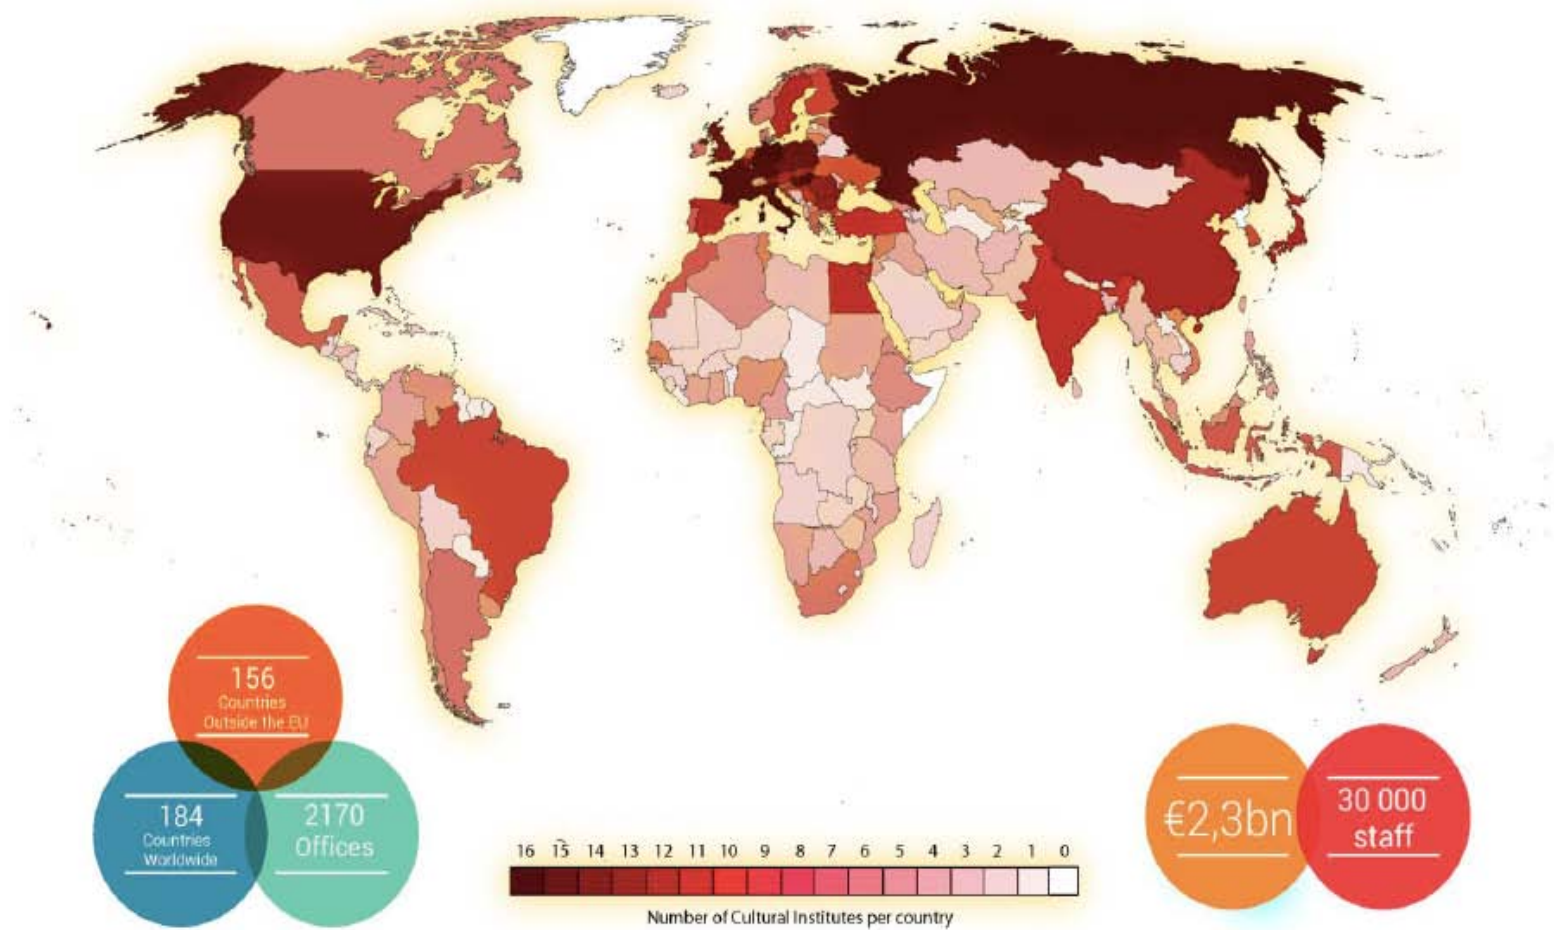 156
Countries
Outside the EU
184
Countries
Worldwide
2170
Offices
€2,3bn
30 000
staff
16 15 14 13 12 11 10 9 8 7 6 5 4 3 2 1 0
Number of Cultural Institutes per country